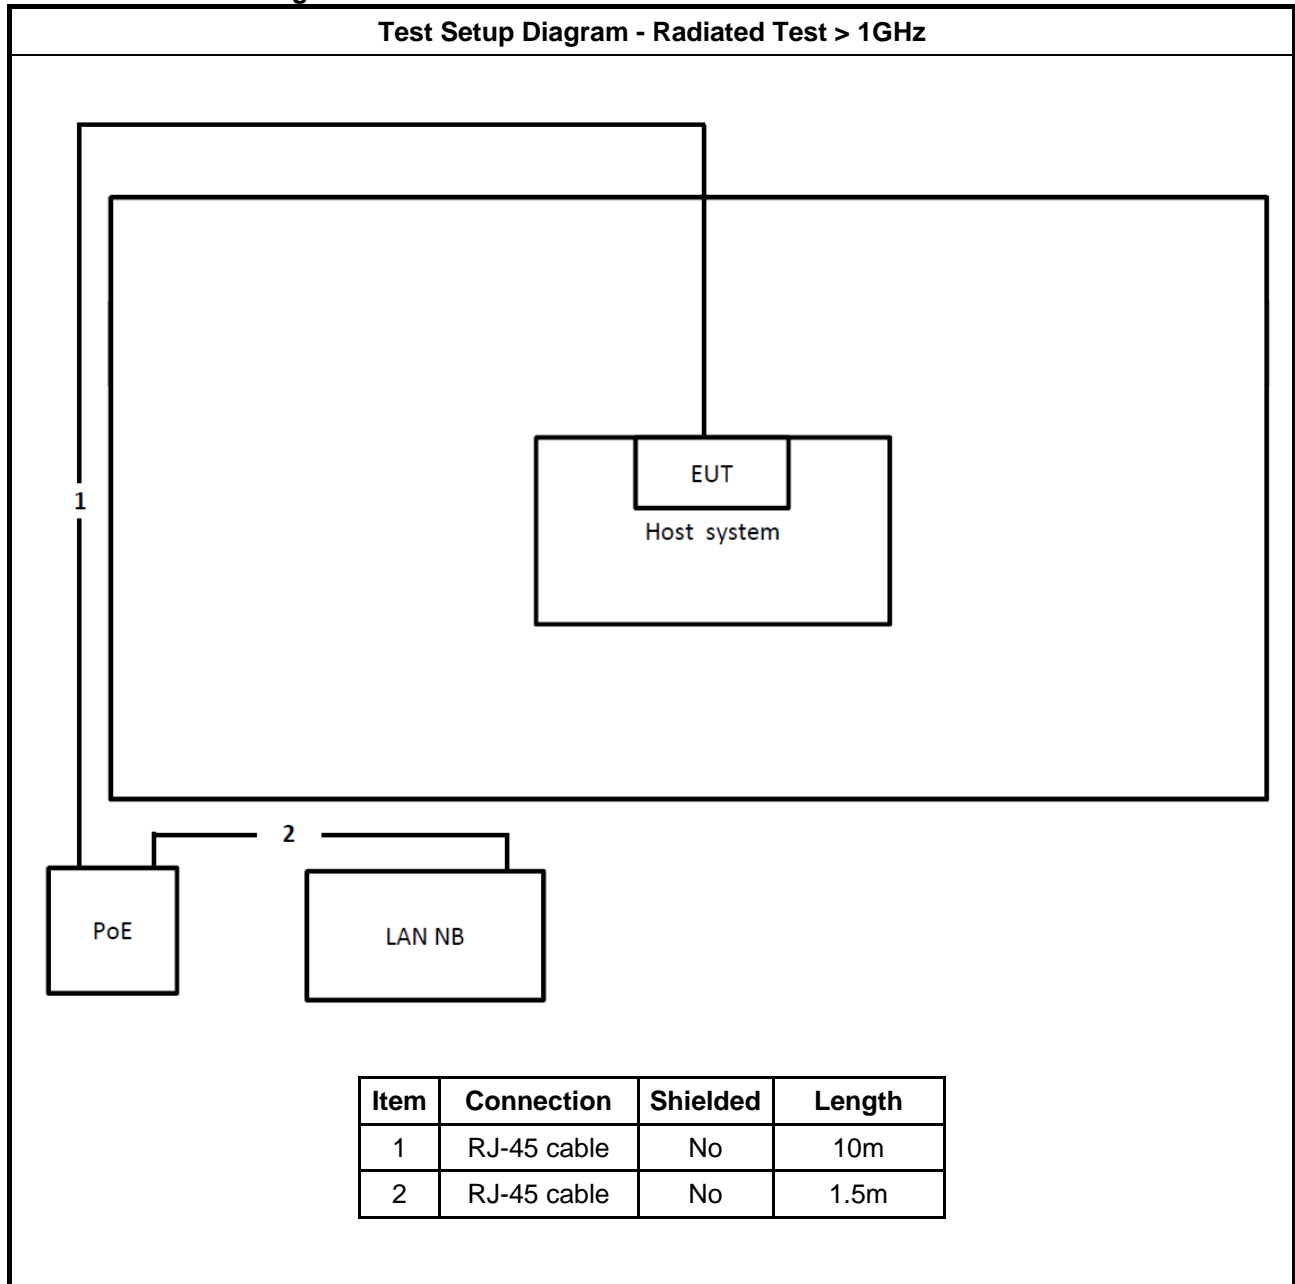 Test Setup Diagram - Radiated Test > 1GHz
EUT
Host system
1
2
PoE
LAN NB
Item Connection Shielded Length
1 RJ-45 cable No 10m
2 RJ-45 cable No 1.5m